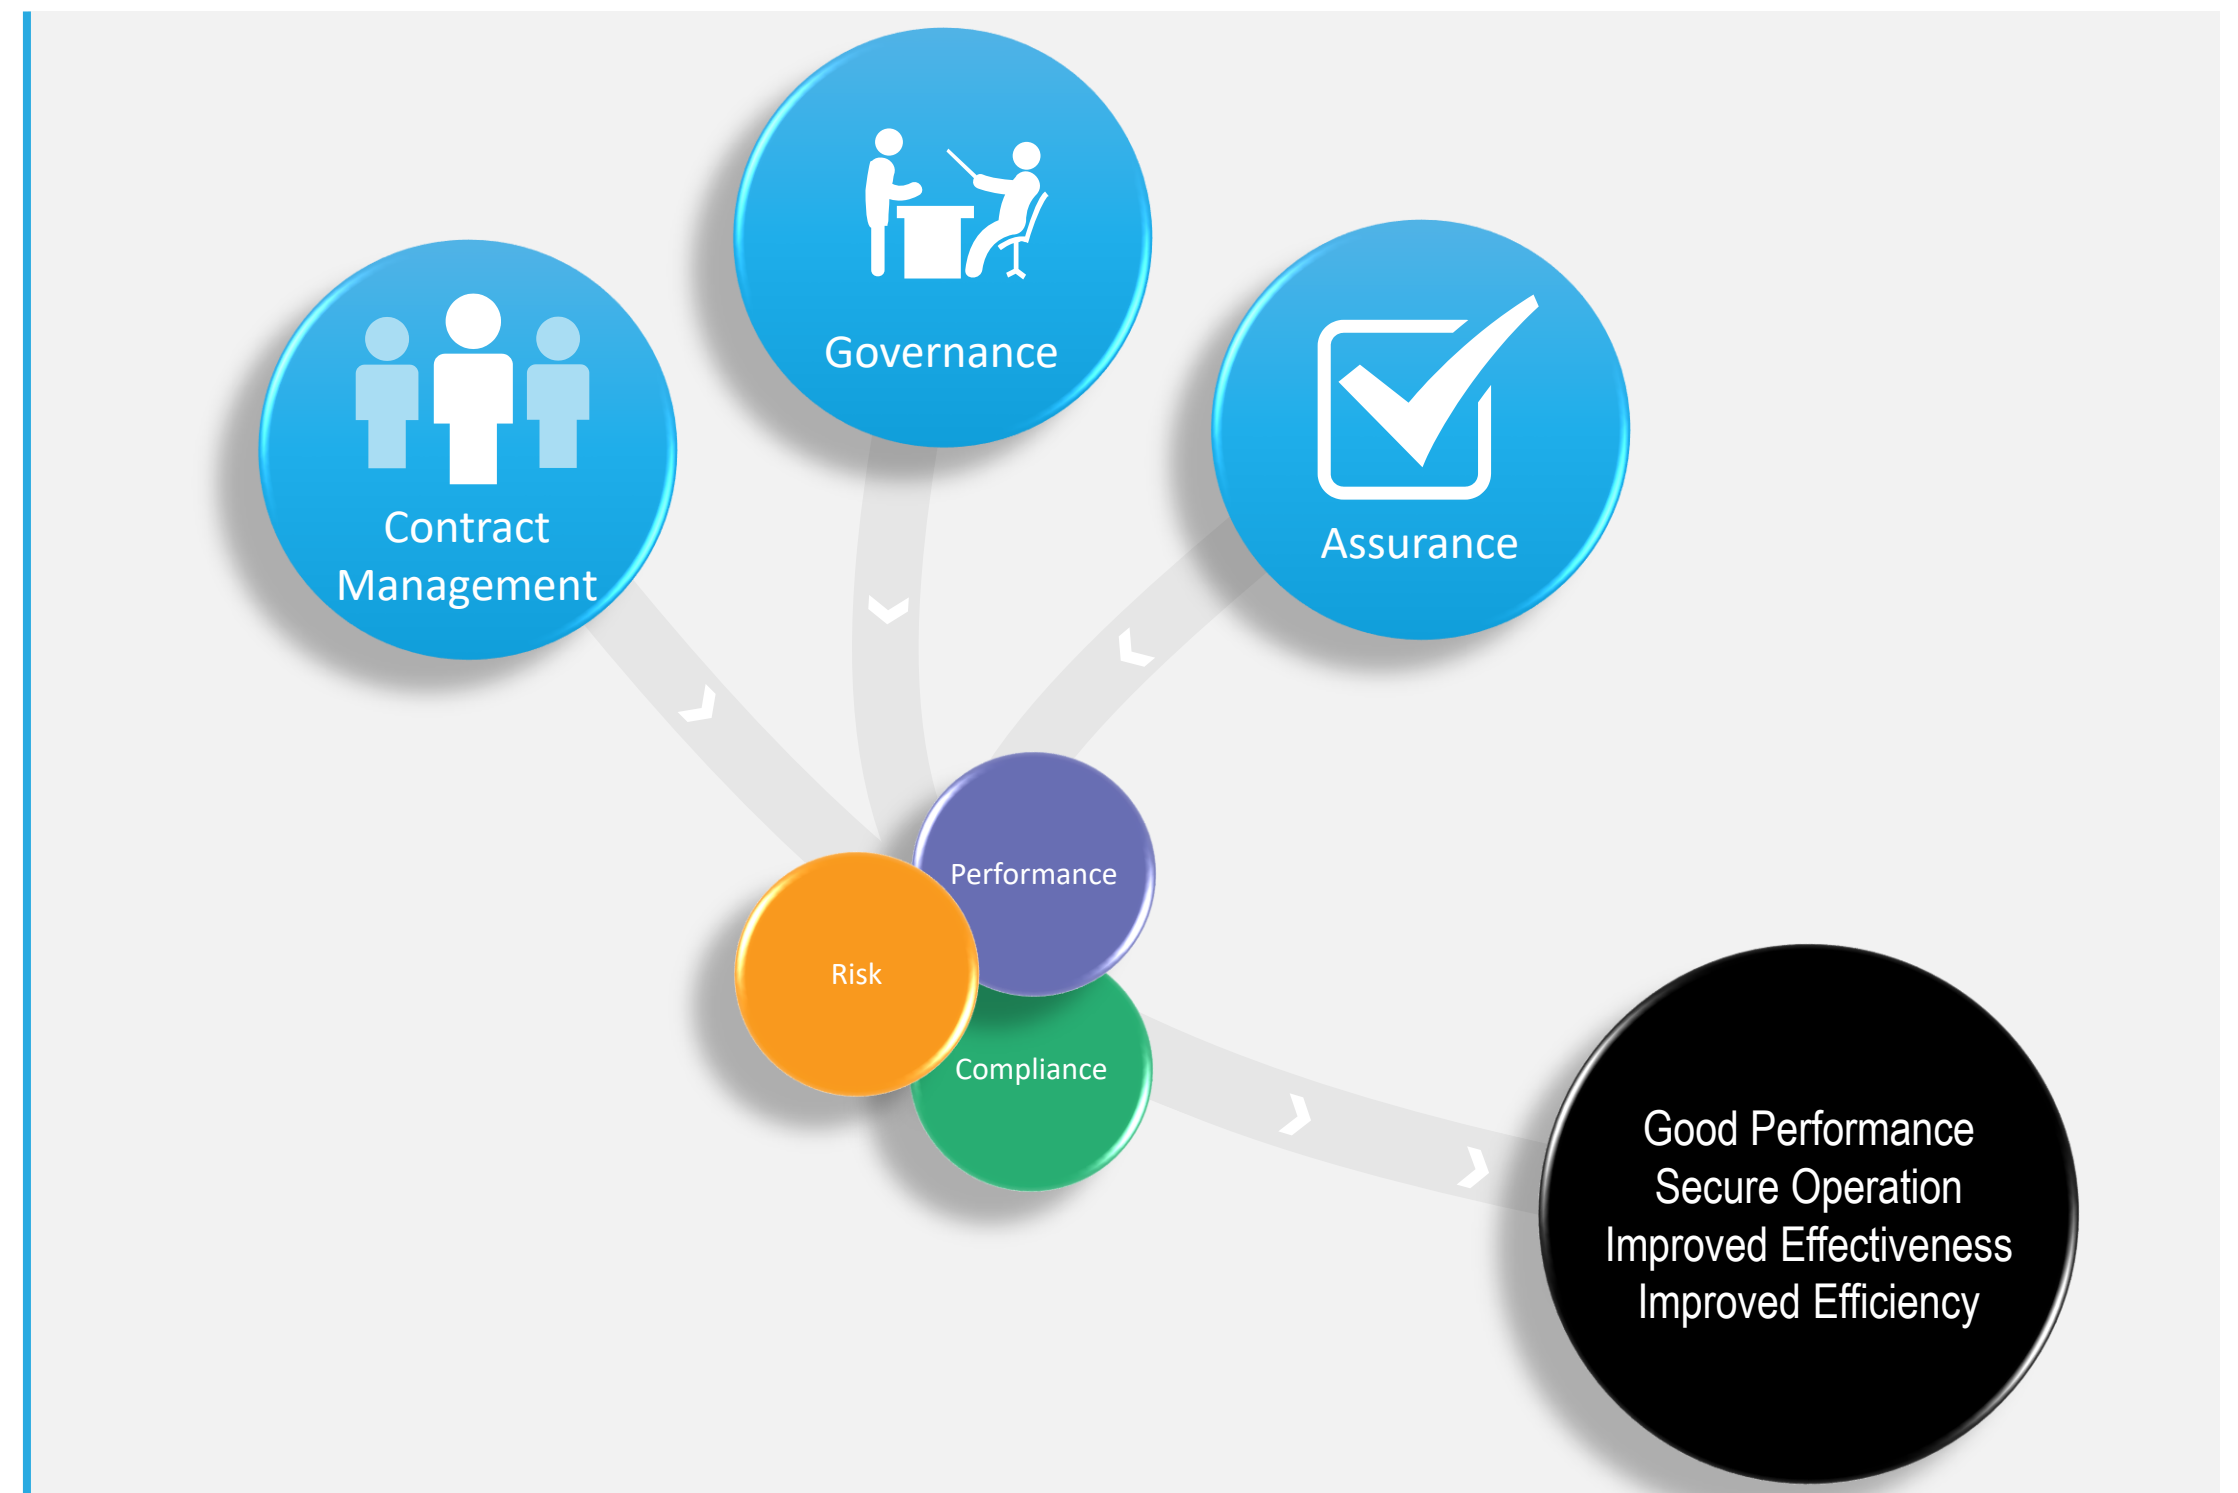 Governance
Contract
Management
Assurance
Performance
Risk
Compliance
Good Performance
Secure Operation
Improved Effectiveness
Improved Efficiency